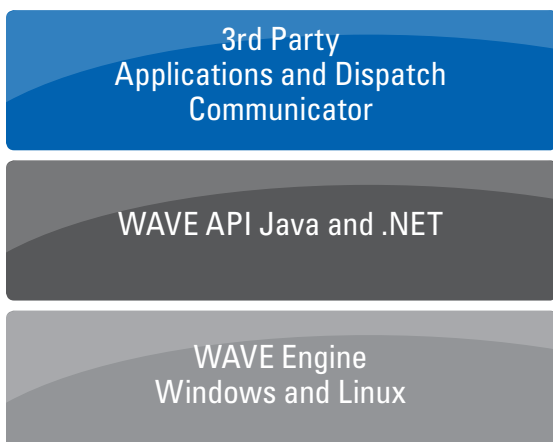 3rd Party
Applications and Dispatch
Communicator
WAVE API Java and .NET
WAVE Engine
Windows and Linux